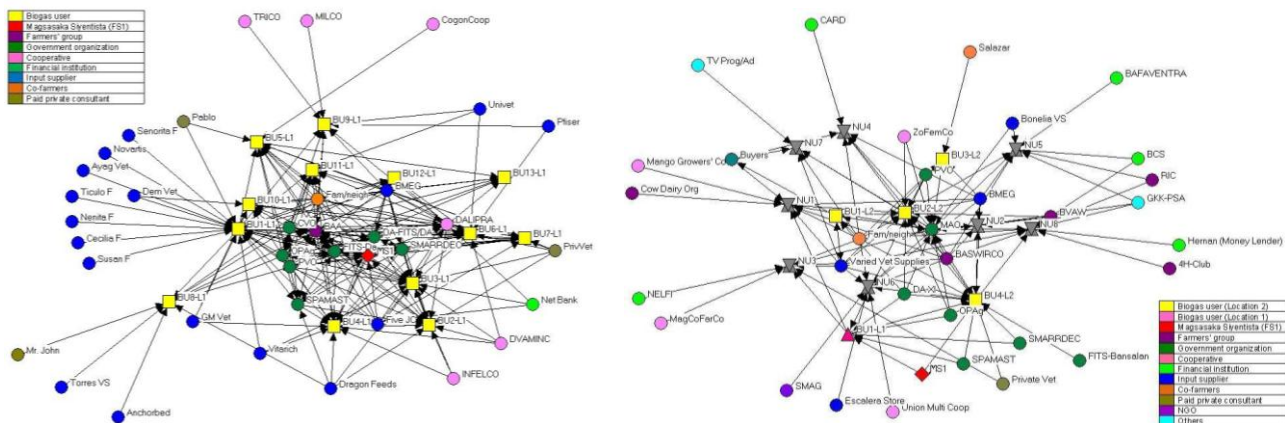 Biogas user
Magsasaka Siyentista (FS1)
Farmers' group
Government organization
Cooperative
Financial institution
Input supplier
Co-farmers
Paid private consultant
TRICO
MILCO
CogonCoop
Pablo
Univet
Pfiser
Senorita F
Novartis
Ayag Vet
Ticulo F
Dem Vet
Nenita F
Cecilia F
Susan F
BU9-L1
BU5-L1
BU11-L1
BU12-L1
BU13-L1
BMEG
BU10-L1
Fam/neigh
DALIPRA
BU1-L1
BU6-L1
BU7-L1
PrivVet
SMARRDEC
BU3-L1
BU8-L1
SPAMAST
Net Bank
GM Vet
BU4-L1
Five JC
BU2-L1
DVAMINC
Vitarich
Mr. John
Torres VS
Dragon Feeds
INFELCO
Anchorbed
CARD
Salazar
TV Prog/Ad
BAFAVENTRA
Bonelia VS
NU4
ZoFemCo
NU7
NU5
BU3-L2
BCS
Buyers
PVO
RIC
Cow Dairy Org
BMEG
GKK-PSA
NU1
BU1-L2
BU2-L2
NU2
BVAW
MAO
NU8
Fam/neigh
Hernan (Money Lender)
BASWIRCO
4H-Club
NU3
Varied Vet Supplies
NU6
DA-XI
NELFI
BU4-L2
OPAg
MagCoFarCo
BU1-L1
SMARRDEC
FITS-Bansalan
SPAMAST
MS1
Private Vet
SMAG
Escalera Store
Union Multi Coop
Biogas user (Location 2)
Biogas user (Location 1)
Magsasaka Siyentista (FS1)
Farmers' group
Government organization
Cooperative
Financial institution
Input supplier
Co-farmers
Paid private consultant
NGO
Others